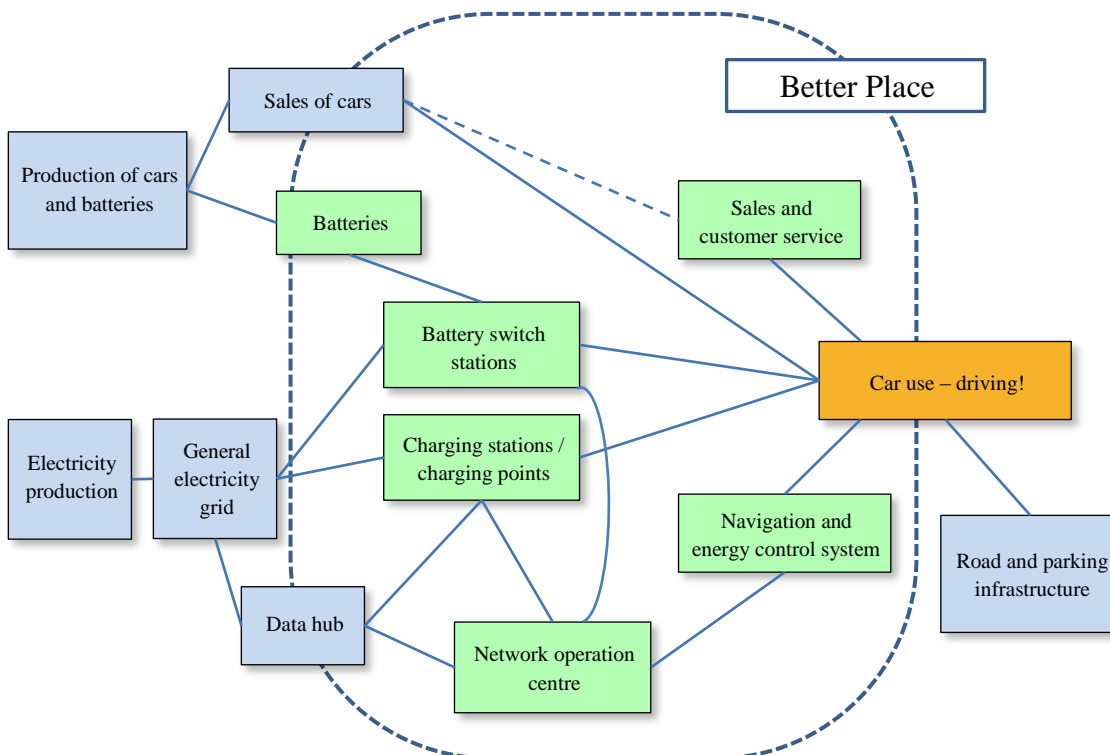 Better Place
Sales of cars
Production of cars
and batteries
Batteries
Sales and
customer service
Battery switch
stations
Car use – driving!
Charging stations /
charging points
General
electricity
grid
Electricity
production
Navigation and
energy control system
Road and parking
infrastructure
Data hub
Network operation
centre